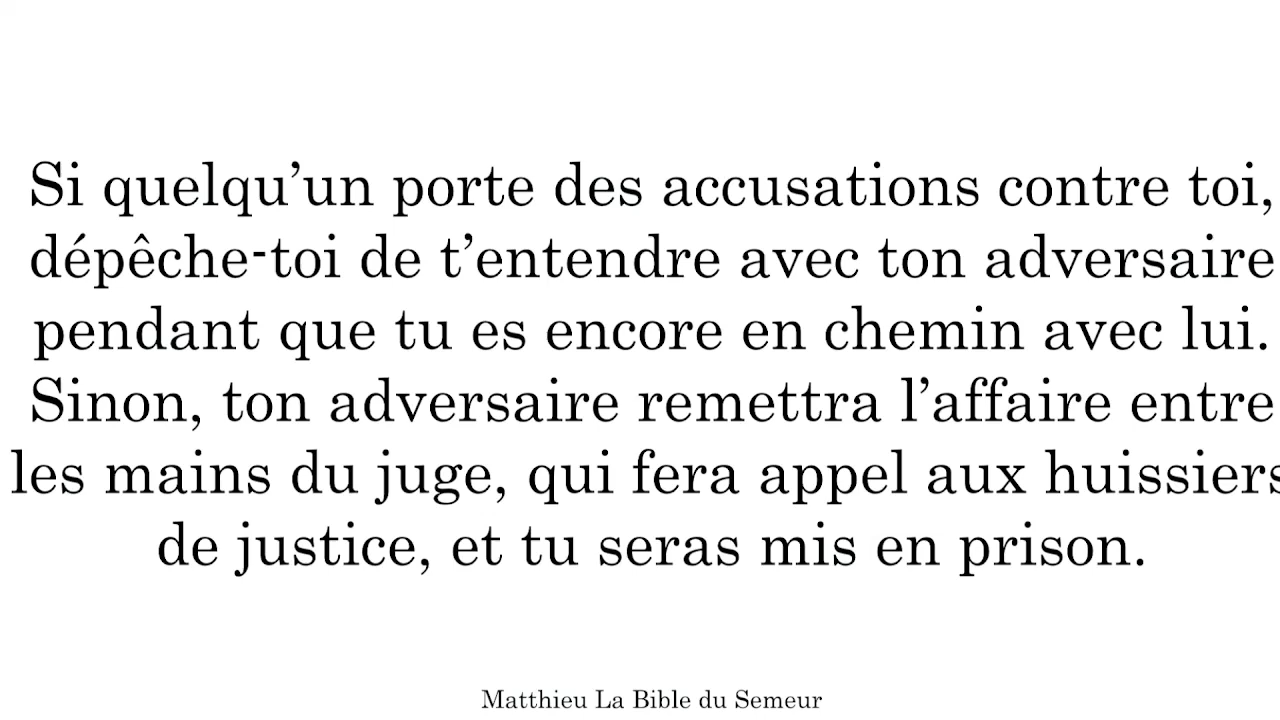 Si quelqu’un porte des accusations contre toi,
dépêche-toi de t’entendre avec ton adversaire
pendant que tu es encore en chemin avec lui.
Sinon, ton adversaire remettra l’affaire entre
les mains du juge, qui fera appel aux huissiers
de justice, et tu seras mis en prison.
Matthieu La Bible du Semeur